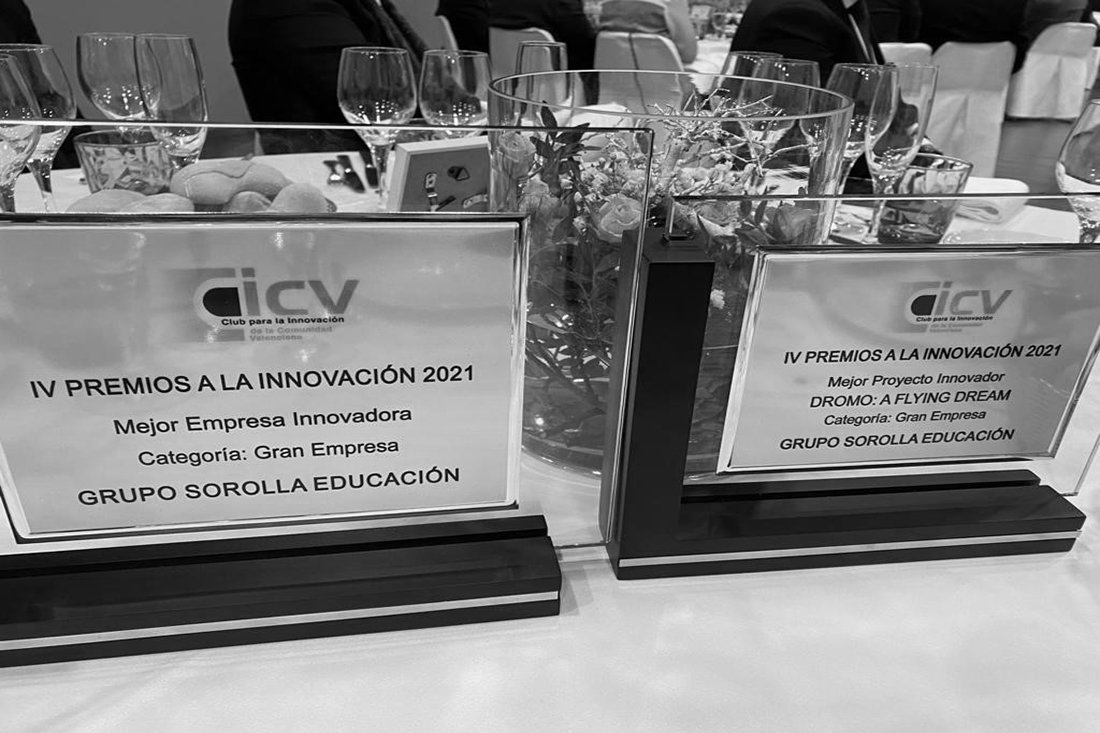 cicv
Club para la Innovación
de la Comunidad
Valenciana
IV PREMIOS A LA INNOVACIÓN 2021
Mejor Empresa Innovadora
Categoría: Gran Empresa
GRUPO SOROLLA EDUCACIÓN
cicv
Club para la Innovación
de la Comunidad
Valenciana
IV PREMIOS A LA INNOVACIÓN 2021
Mejor Proyecto Innovador
DROMO: A FLYING DREAM
Categoría: Gran Empresa
GRUPO SOROLLA EDUCACIÓN